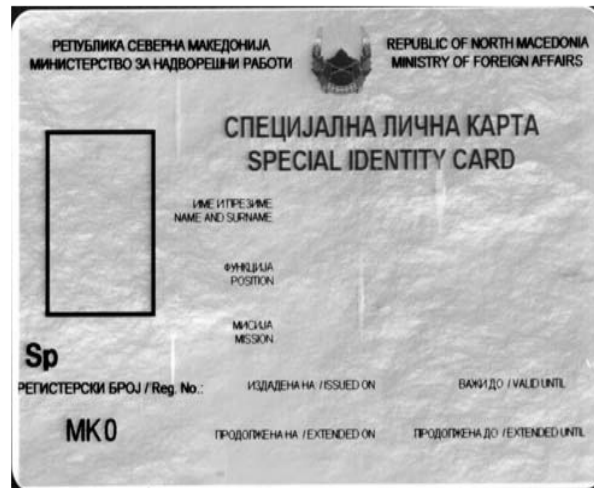 РЕПУБЛИКА СЕВЕРНА МАКЕДОНИЈА
МИНИСТЕРСТВО ЗА НАДВОРЕШНИ РАБОТИ
REPUBLIC OF NORTH MACEDONIA
MINISTRY OF FOREIGN AFFAIRS
СПЕЦИЈАЛНА ЛИЧНА КАРТА
SPECIAL IDENTITY CARD
ИМЕ И ПРЕЗИМЕ
NAME AND SURNAME
ФУНКЦИЈА
POSITION
МИСИЈА
MISSION
Sp
РЕГИСТЕРСКИ БРОЈ / Reg. No.:
ИЗДАДЕНА НА / ISSUED ON
ВАЖИ ДО / VALID UNTIL
MK 0
ПРОДОЛЖЕНА НА / EXTENDED ON
ПРОДОЛЖЕНА ДО / EXTENDED UNTIL